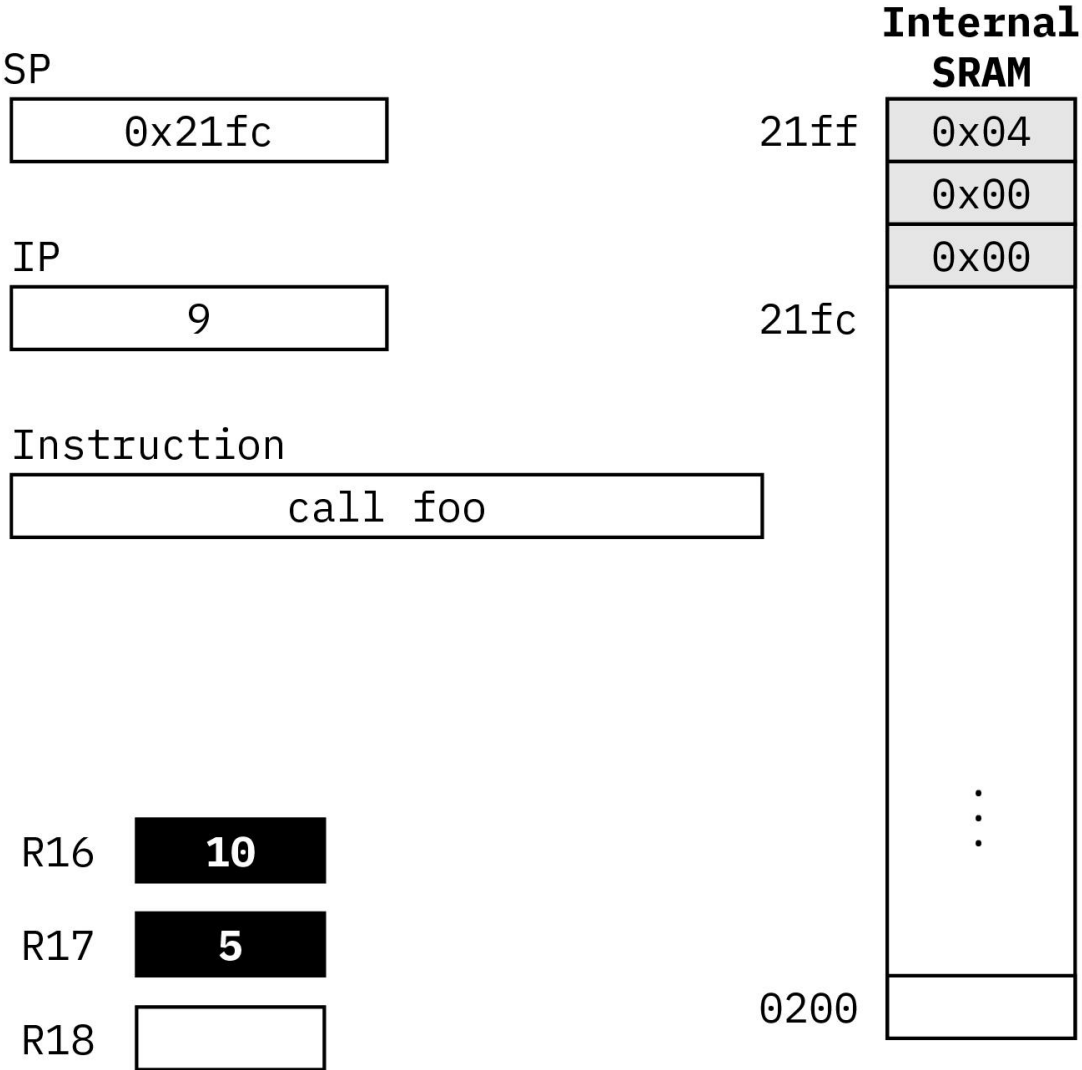 Internal
SRAM
SP
0x21fc
21ff
0x04
0x00
0x00
IP
9
21fc
Instruction
call foo
R16
10
R17
5
0200
R18